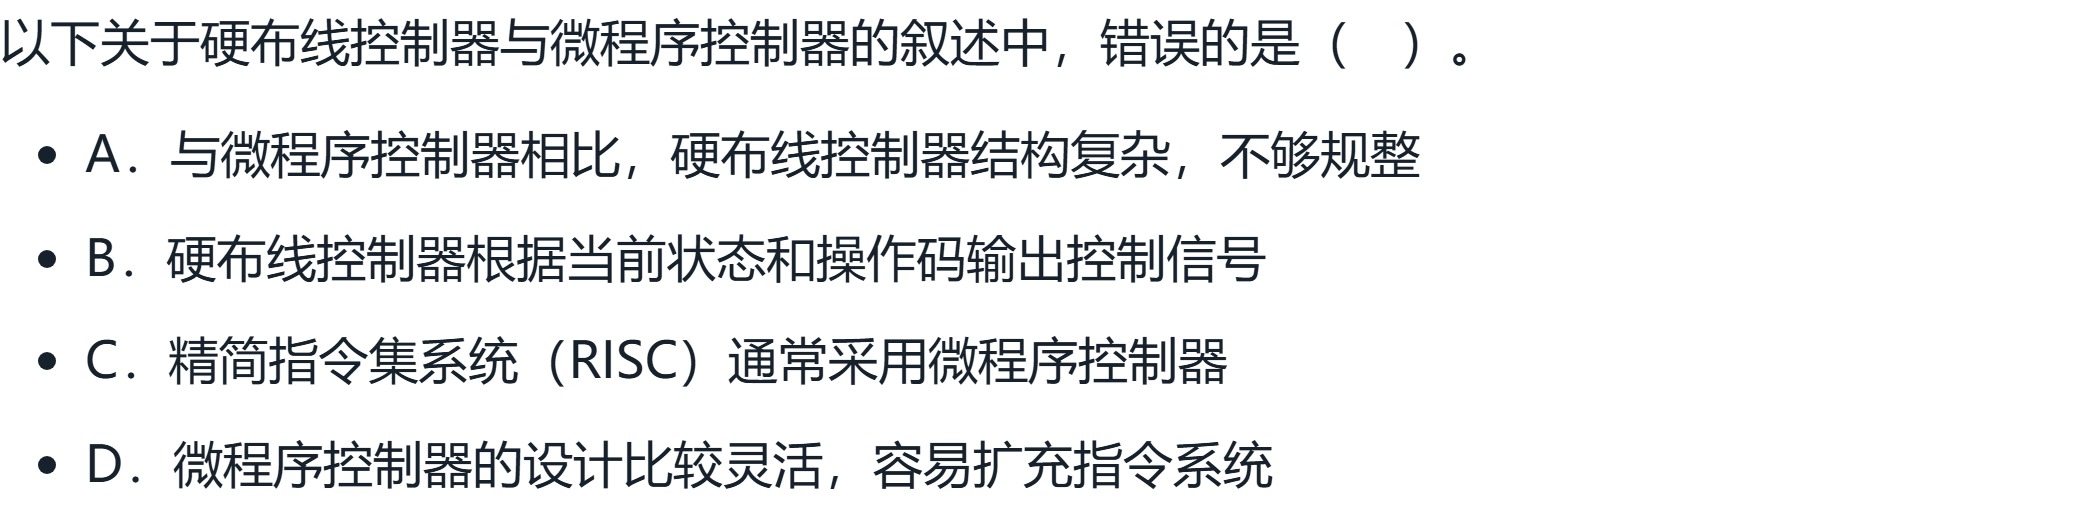 以下关于硬布线控制器与微程序控制器的叙述中，错误的是（　）。
• A．与微程序控制器相比，硬布线控制器结构复杂，不够规整
• B．硬布线控制器根据当前状态和操作码输出控制信号
• C．精简指令集系统（RISC）通常采用微程序控制器
• D．微程序控制器的设计比较灵活，容易扩充指令系统